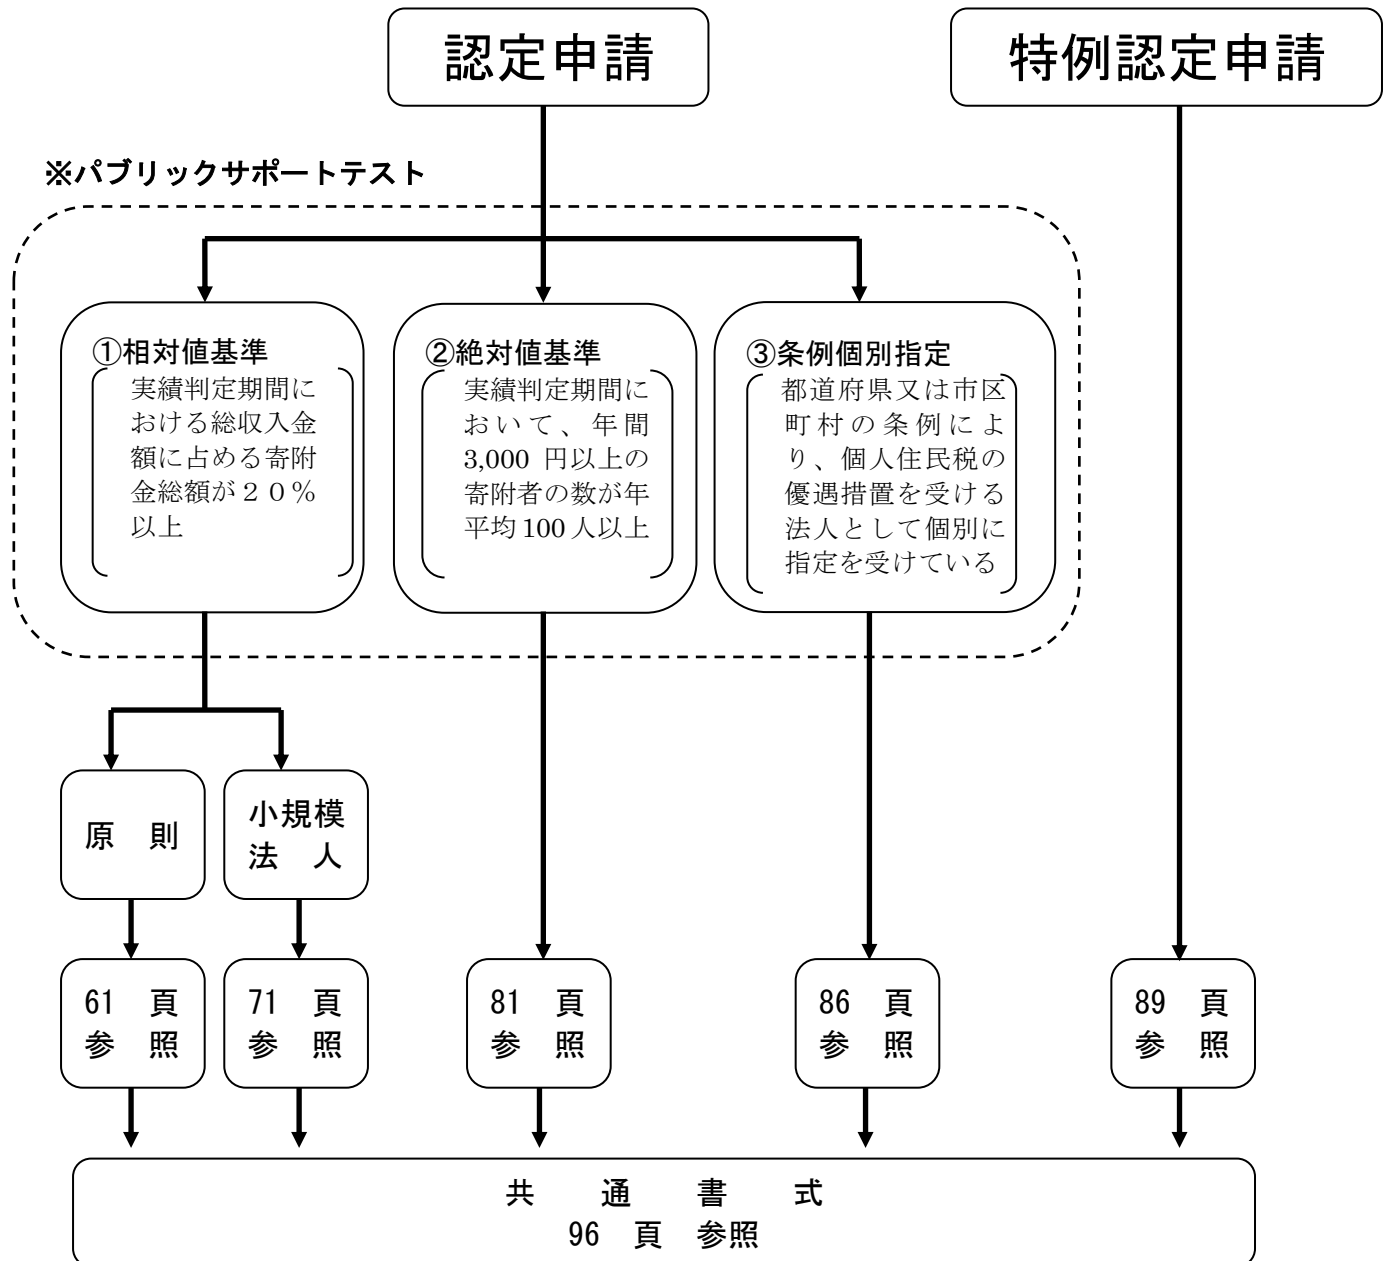 認定申請
特例認定申請
※パブリックサポートテスト
①相対値基準
実績判定期間に
おける総収入金
額に占める寄附
金総額が２０％
以上
②絶対値基準
実績判定期間に
おいて、年間
3,000 円以上の
寄附者の数が年
平均 100 人以上
③条例個別指定
都道府県又は市区
町村の条例によ
り、個人住民税の
優遇措置を受ける
法人として個別に
指定を受けている
原　則
小規模
法　人
61　頁
参　照
71　頁
参　照
81　頁
参　照
86　頁
参　照
89　頁
参　照
共　通　書　式
96　頁　参照